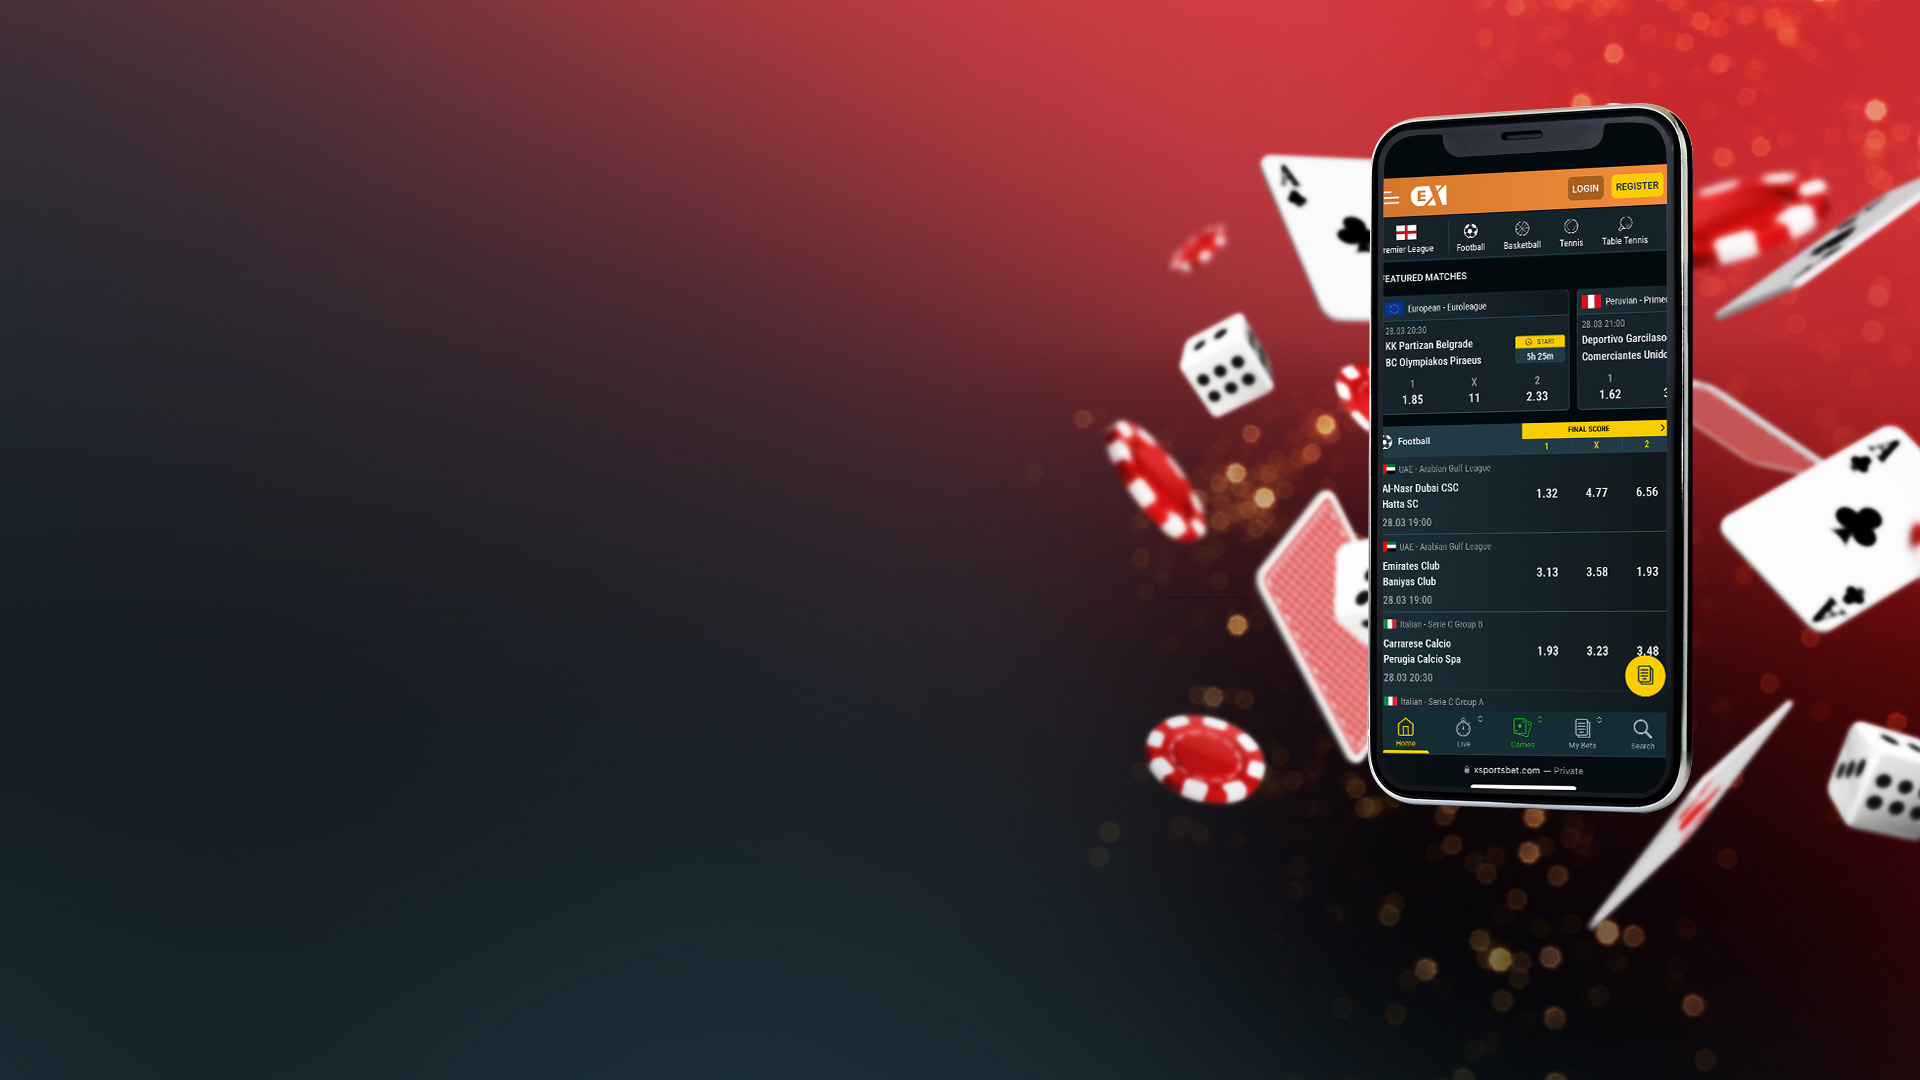 EX
LOGIN
REGISTER
remier League
Football
Basketball
Tennis
Table Tennis
FEATURED MATCHES
European - Euroleague
28.03 20:30
KK Partizan Belgrade
BC Olympiakos Piraeus
START
5h 25m
1 X 2
1.85 11 2.33
Peruvian - Primer
28.03 21:00
Deportivo Garcilaso
Comerciantes Unido
1
1.62 3
Football
FINAL SCORE
1 X 2
UAE - Arabian Gulf League
Al-Nasr Dubai CSC
Hatta SC
1.32 4.77 6.56
28.03 19:00
UAE - Arabian Gulf League
Emirates Club
Baniyas Club
3.13 3.58 1.93
28.03 19:00
Italian - Serie C Group B
Carrarese Calcio
Perugia Calcio Spa
1.93 3.23 3.48
28.03 20:30
Italian - Serie C Group A
Home
Live
Games
My Bets
Search
xsportsbet.com — Private
A
A
A